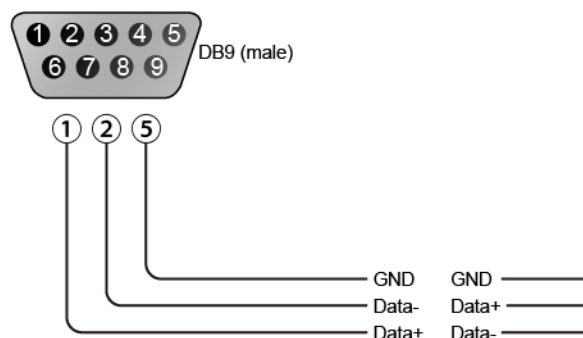 1 2 3 4 5
DB9 (male)
6 7 8 9
1 2 5
GND GND
Data- Data+
Data+ Data-